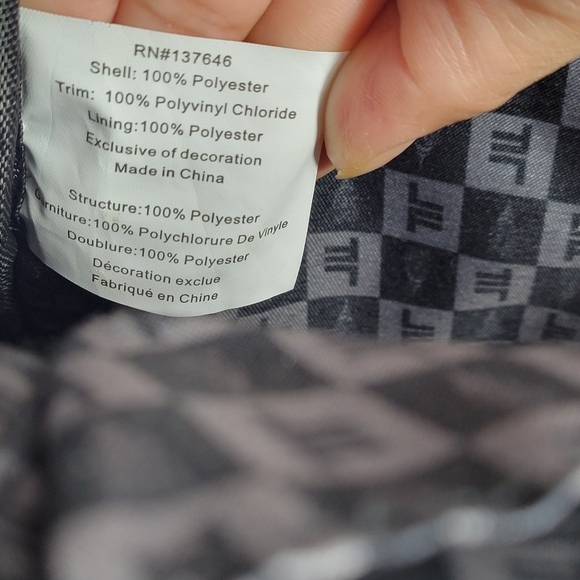 RN#137646
Shell: 100% Polyester
Trim: 100% Polyvinyl Chloride
Lining:100% Polyester
Exclusive of decoration
Made in China
Structure:100% Polyester
rniture:100% Polychlorure De Vinyle
Doublure:100% Polyester
Décoration exclue
Fabriqué en Chine